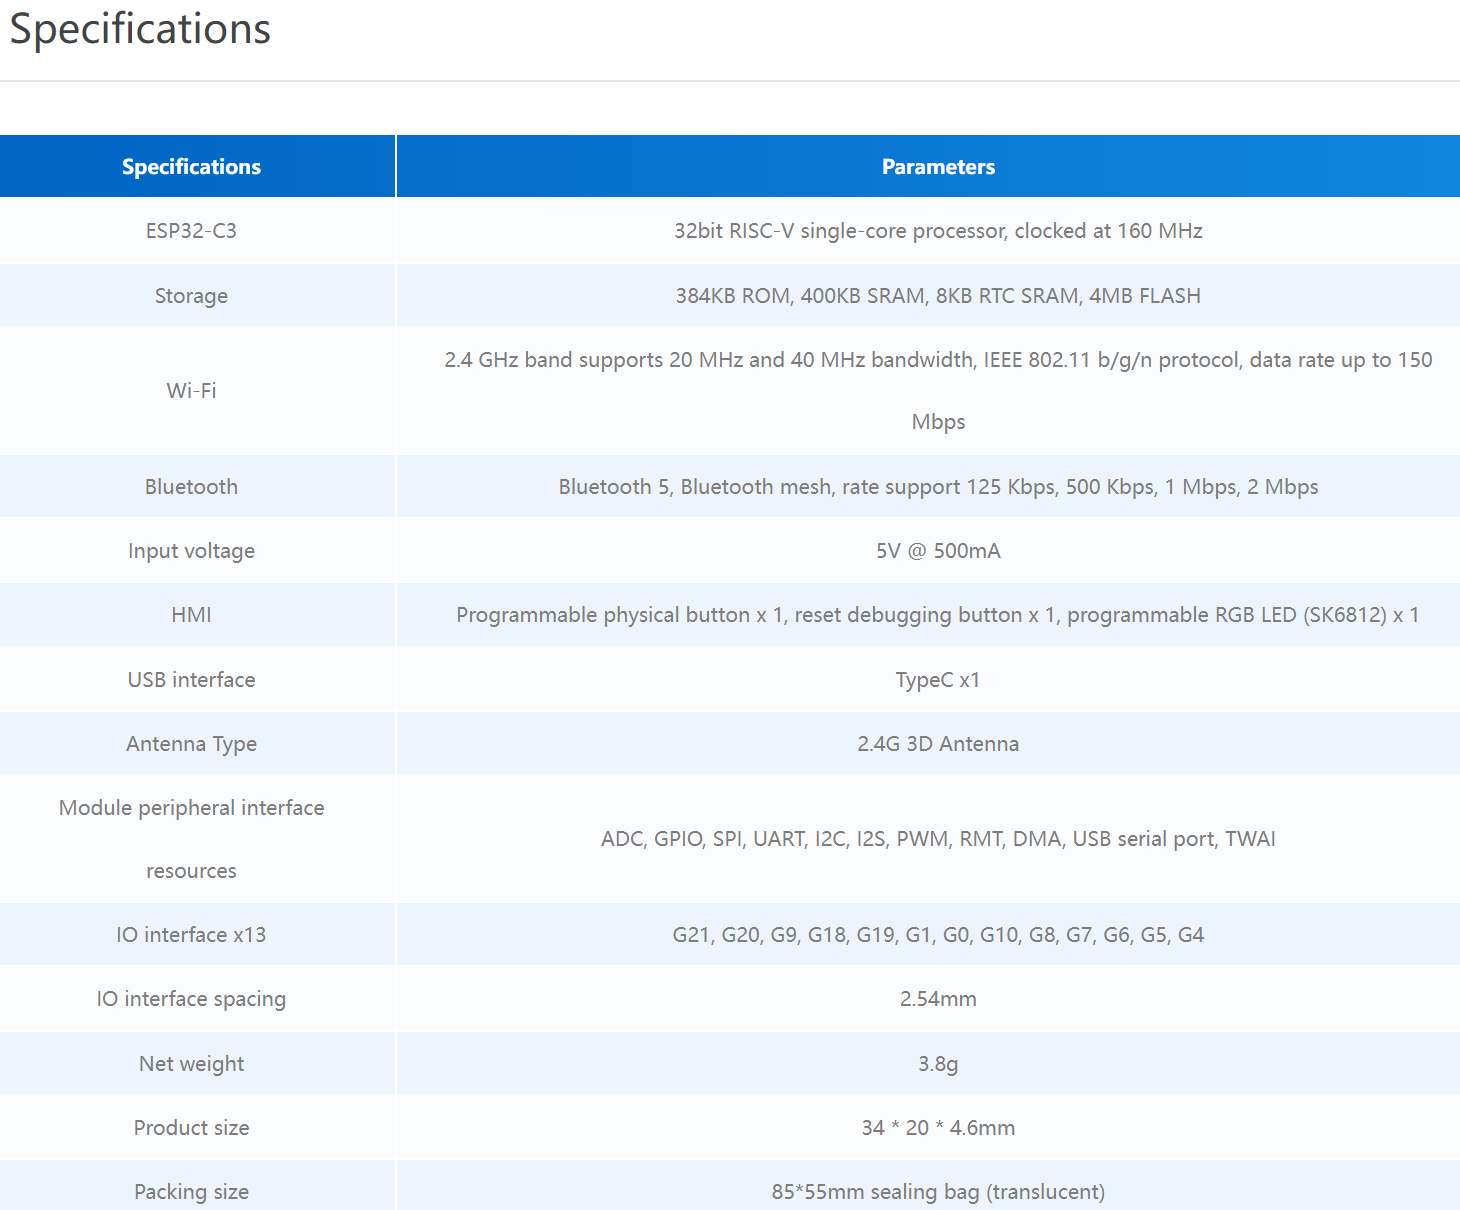 Specifications
Specifications
Parameters
ESP32-C3
32bit RISC-V single-core processor, clocked at 160 MHz
Storage
384KB ROM, 400KB SRAM, 8KB RTC SRAM, 4MB FLASH
Wi-Fi
2.4 GHz band supports 20 MHz and 40 MHz bandwidth, IEEE 802.11 b/g/n protocol, data rate up to 150
Mbps
Bluetooth
Bluetooth 5, Bluetooth mesh, rate support 125 Kbps, 500 Kbps, 1 Mbps, 2 Mbps
Input voltage
5V @ 500mA
HMI
Programmable physical button x 1, reset debugging button x 1, programmable RGB LED (SK6812) x 1
USB interface
TypeC x1
Antenna Type
2.4G 3D Antenna
Module peripheral interface
resources
ADC, GPIO, SPI, UART, I2C, I2S, PWM, RMT, DMA, USB serial port, TWAI
IO interface x13
G21, G20, G9, G18, G19, G1, G0, G10, G8, G7, G6, G5, G4
IO interface spacing
2.54mm
Net weight
3.8g
Product size
34 * 20 * 4.6mm
Packing size
85*55mm sealing bag (translucent)